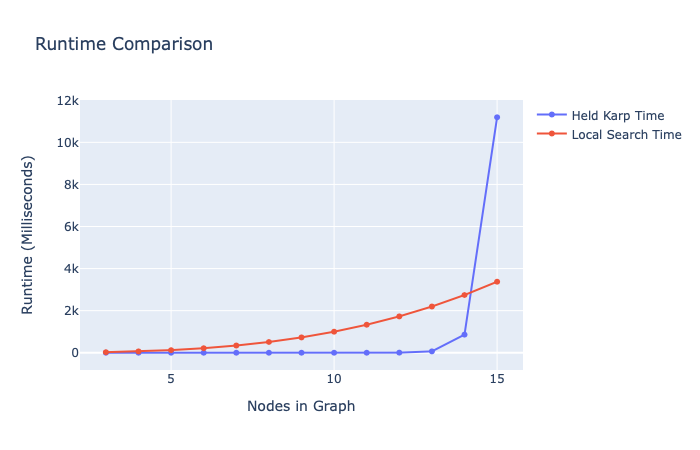 Runtime Comparison
12k
10k
8k
6k
4k
2k
0
Runtime (Milliseconds)
5
10
15
Nodes in Graph
Held Karp Time
Local Search Time